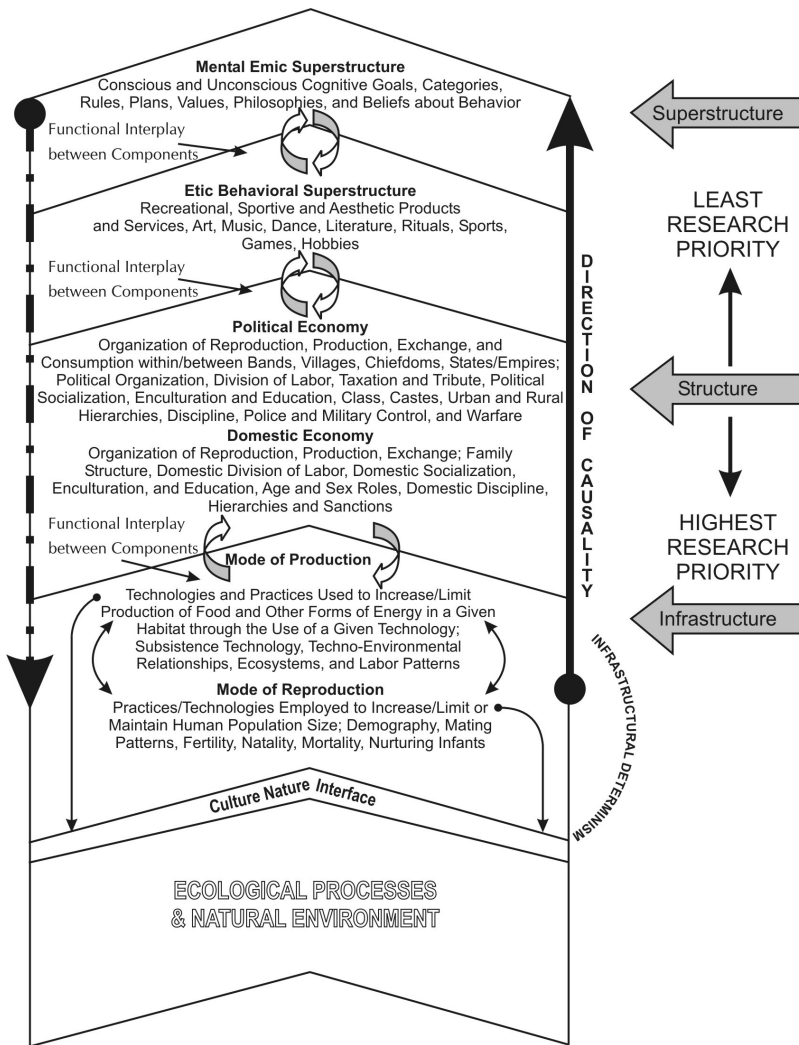 Mental Emic Superstructure
Conscious and Unconscious Cognitive Goals, Categories,
Rules, Plans, Values, Philosophies, and Beliefs about Behavior
Superstructure
Functional Interplay
between Components
Etic Behavioral Superstructure
Recreational, Sportive and Aesthetic Products
and Services, Art, Music, Dance, Literature, Rituals, Sports,
Games, Hobbies
LEAST
RESEARCH
PRIORITY
Functional Interplay
between Components
Political Economy
Organization of Reproduction, Production, Exchange, and
Consumption within/between Bands, Villages, Chiefdoms, States/Empires;
Political Organization, Division of Labor, Taxation and Tribute, Political
Socialization, Enculturation and Education, Class, Castes, Urban and Rural
Hierarchies, Discipline, Police and Military Control, and Warfare
Structure
Domestic Economy
Organization of Reproduction, Production, Exchange; Family
Structure, Domestic Division of Labor, Domestic Socialization,
Enculturation, and Education, Age and Sex Roles, Domestic Discipline,
Hierarchies and Sanctions
DIRECTION OF CAUSALITY
HIGHEST
RESEARCH
PRIORITY
Functional Interplay
between Components
Mode of Production
Technologies and Practices Used to Increase/Limit
Production of Food and Other Forms of Energy in a Given
Habitat through the Use of a Given Technology;
Subsistence Technology, Techno-Environmental
Relationships, Ecosystems, and Labor Patterns
Infrastructure
Mode of Reproduction
Practices/Technologies Employed to Increase/Limit or
Maintain Human Population Size; Demography, Mating
Patterns, Fertility, Natality, Mortality, Nurturing Infants
INFRASTRUCTURAL DETERMINISM
Culture Nature Interface
ECOLOGICAL PROCESSES
& NATURAL ENVIRONMENT